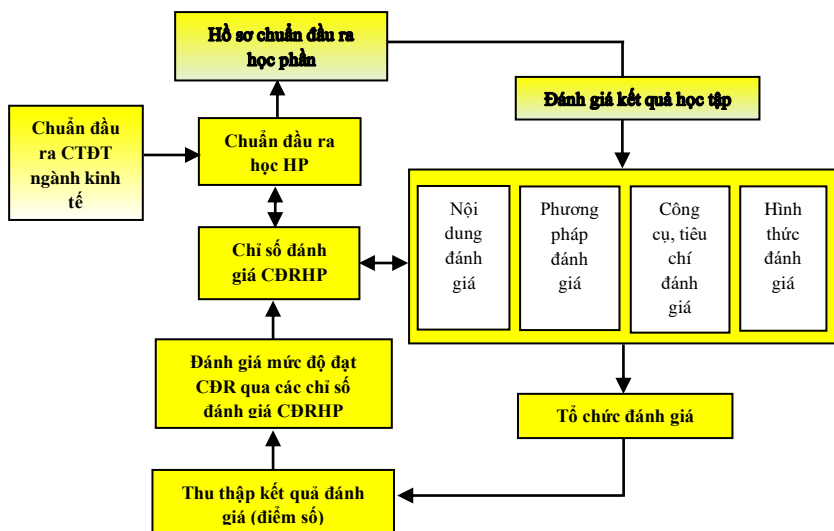 Hồ sơ chuẩn đầu ra
học phần
Đánh giá kết quả học tập
Chuẩn đầu
ra CTĐT
ngành kinh
tế
Chuẩn đầu ra
học HP
Nội
dung
đánh
giá
Phương
pháp
đánh
giá
Công
cụ, tiêu
chí
đánh
giá
Hình
thức
đánh
giá
Chỉ số đánh
giá CĐRHP
Đánh giá mức độ đạt
CĐR qua các chỉ số
đánh giá CĐRHP
Tổ chức đánh giá
Thu thập kết quả đánh
giá (điểm số)